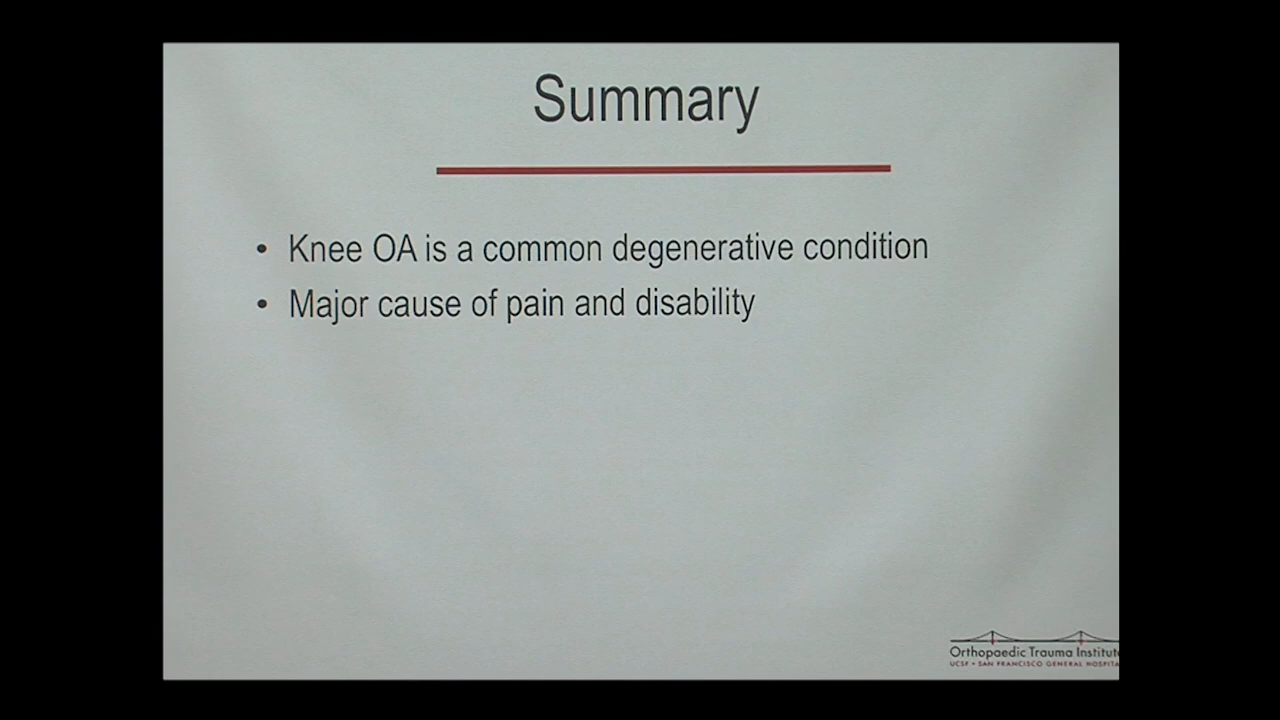 Summary
• Knee OA is a common degenerative condition
• Major cause of pain and disability
Orthopaedic Trauma Institute
UCSF • SAN FRANCISCO GENERAL HOSPITA